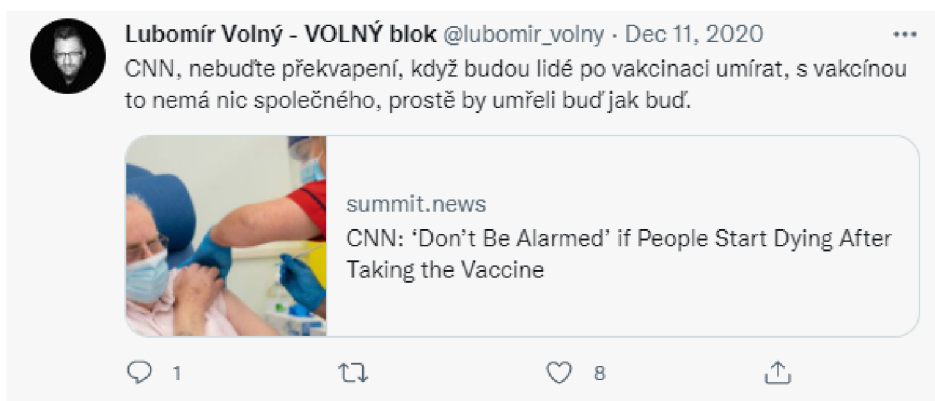 Lubomír Volný - VOLNÝ blok @lubomir_volny · Dec 11, 2020
CNN, nebuďte překvapení, když budou lidé po vakcinaci umírat, s vakcínou
to nemá nic společného, prostě by umřeli buď jak buď.
summit.news
CNN: ‘Don’t Be Alarmed’ if People Start Dying After
Taking the Vaccine
1
8